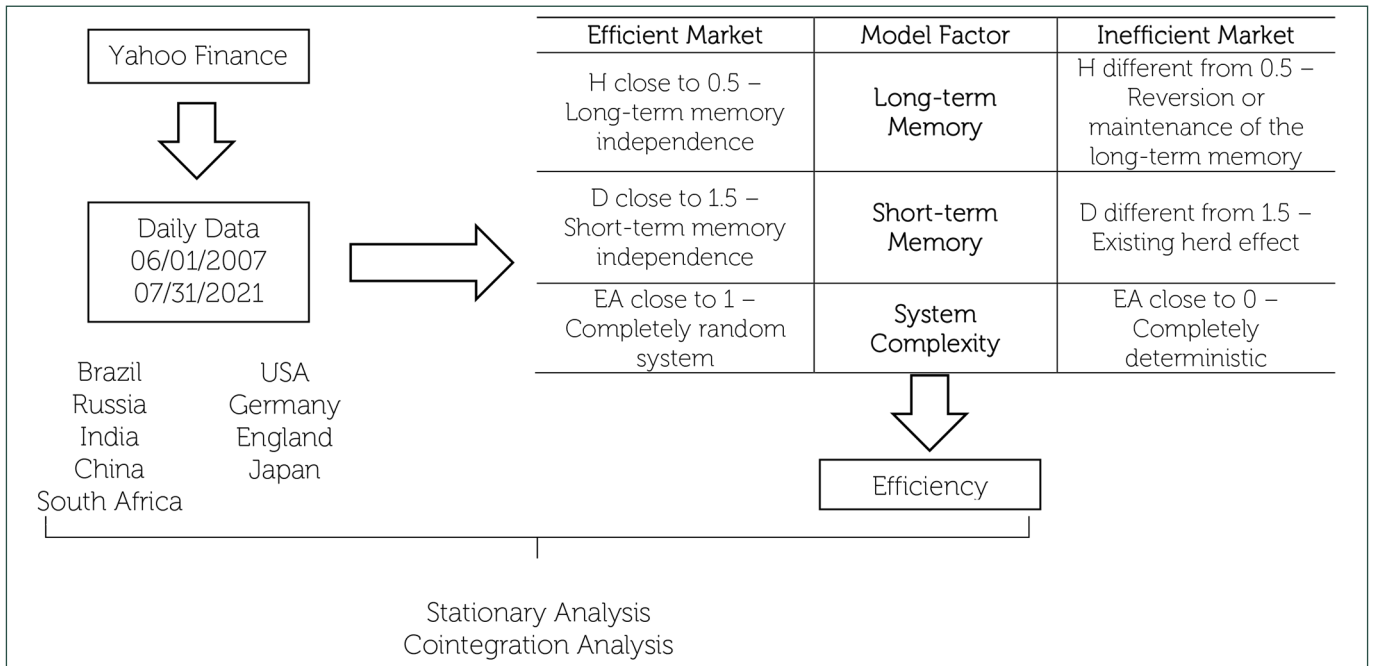 Yahoo Finance
Daily Data
06/01/2007
07/31/2021
Brazil
Russia
India
China
South Africa
USA
Germany
England
Japan
Efficient Market
Model Factor
Inefficient Market
H close to 0.5 –
Long-term memory
independence
Long-term
Memory
H different from 0.5 –
Reversion or
maintenance of the
long-term memory
D close to 1.5 –
Short-term memory
independence
Short-term
Memory
D different from 1.5 –
Existing herd effect
EA close to 1 –
Completely random
system
System
Complexity
EA close to 0 –
Completely
deterministic
Efficiency
Stationary Analysis
Cointegration Analysis